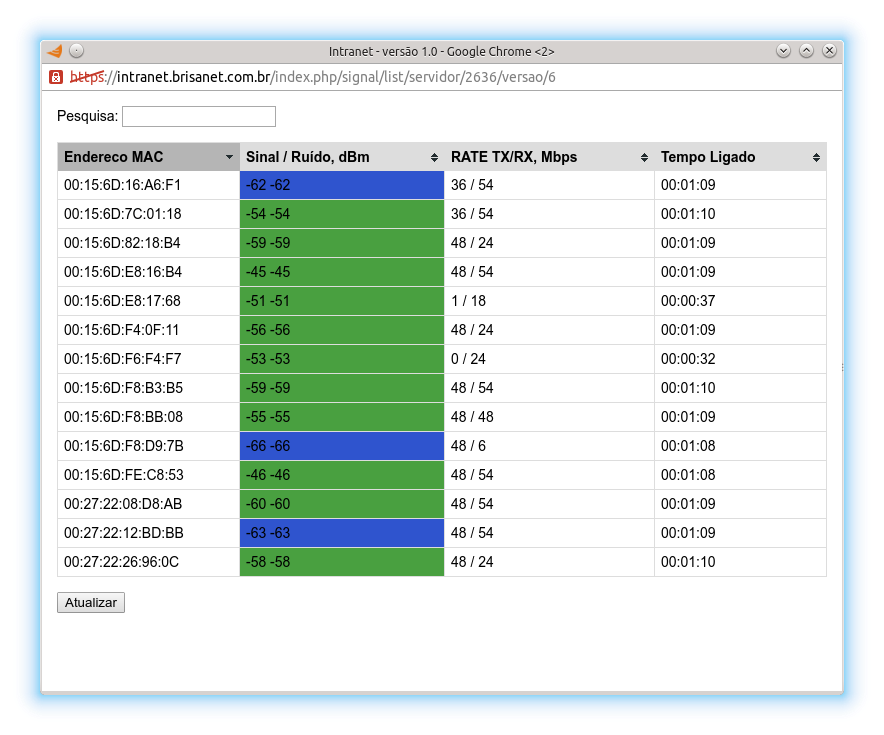 Intranet - versão 1.0 - Google Chrome <2>
https://intranet.brisanet.com.br/index.php/signal/list/servidor/2636/versao/6
Pesquisa:
Endereco MAC Sinal / Ruído, dBm RATE TX/RX, Mbps Tempo Ligado
00:15:6D:16:A6:F1 -62 -62 36 / 54 00:01:09
00:15:6D:7C:01:18 -54 -54 36 / 54 00:01:10
00:15:6D:82:18:B4 -59 -59 48 / 24 00:01:09
00:15:6D:E8:16:B4 -45 -45 48 / 54 00:01:09
00:15:6D:E8:17:68 -51 -51 1 / 18 00:00:37
00:15:6D:F4:0F:11 -56 -56 48 / 24 00:01:09
00:15:6D:F6:F4:F7 -53 -53 0 / 24 00:00:32
00:15:6D:F8:B3:B5 -59 -59 48 / 54 00:01:10
00:15:6D:F8:BB:08 -55 -55 48 / 48 00:01:09
00:15:6D:F8:D9:7B -66 -66 48 / 6 00:01:08
00:15:6D:FE:C8:53 -46 -46 48 / 54 00:01:08
00:27:22:08:D8:AB -60 -60 48 / 54 00:01:09
00:27:22:12:BD:BB -63 -63 48 / 54 00:01:09
00:27:22:26:96:0C -58 -58 48 / 24 00:01:10
Atualizar